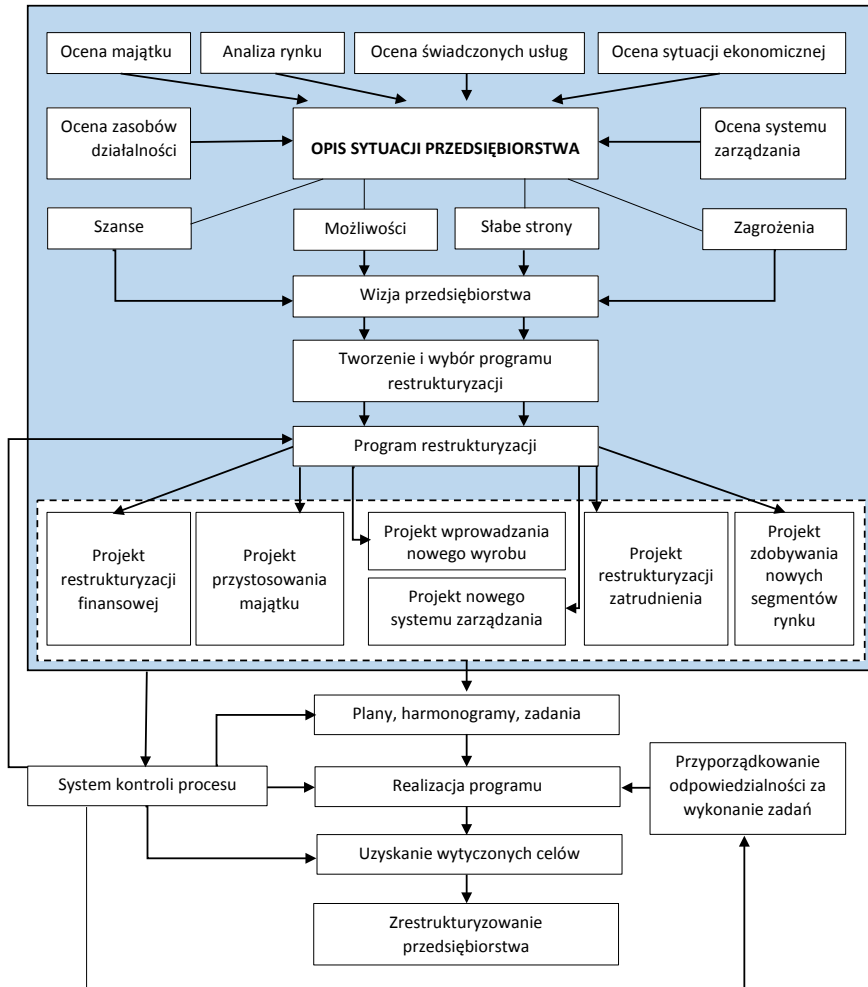 Ocena majątku
Analiza rynku
Ocena świadczonych usług
Ocena sytuacji ekonomicznej
Ocena zasobów
działalności
OPIS SYTUACJI PRZEDSIĘBIORSTWA
Ocena systemu
zarządzania
Szanse
Możliwości
Słabe strony
Zagrożenia
Wizja przedsiębiorstwa
Tworzenie i wybór programu
restrukturyzacji
Program restrukturyzacji
Projekt
restrukturyzacji
finansowej
Projekt
przystosowania
majątku
Projekt wprowadzania
nowego wyrobu
Projekt nowego
systemu zarządzania
Projekt
restrukturyzacji
zatrudnienia
Projekt
zdobywania
nowych
segmentów
rynku
Plany, harmonogramy, zadania
System kontroli procesu
Realizacja programu
Przyporządkowanie
odpowiedzialności za
wykonanie zadań
Uzyskanie wytyczonych celów
Zrestrukturyzowanie
przedsiębiorstwa